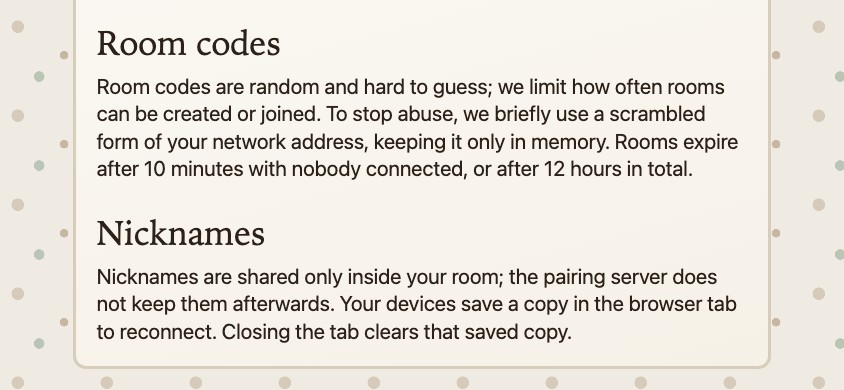 Room codes
Room codes are random and hard to guess; we limit how often rooms
can be created or joined. To stop abuse, we briefly use a scrambled
form of your network address, keeping it only in memory. Rooms expire
after 10 minutes with nobody connected, or after 12 hours in total.
Nicknames
Nicknames are shared only inside your room; the pairing server does
not keep them afterwards. Your devices save a copy in the browser tab
to reconnect. Closing the tab clears that saved copy.